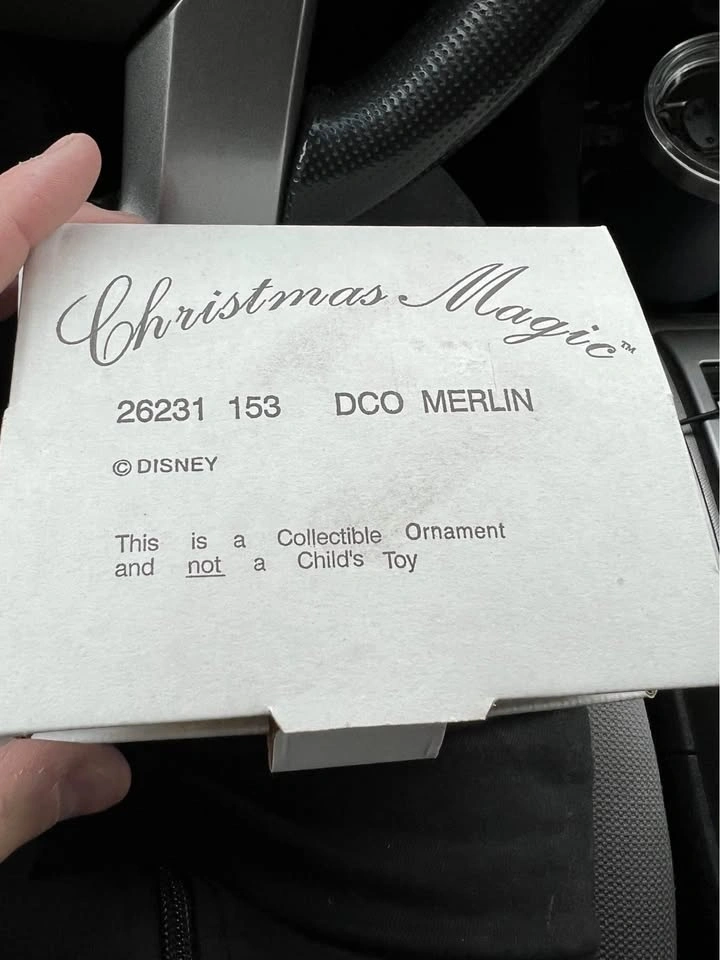 Christmas Magic™
26231 153 DCO MERLIN
© DISNEY
This is a Collectible Ornament
and not a Child's Toy